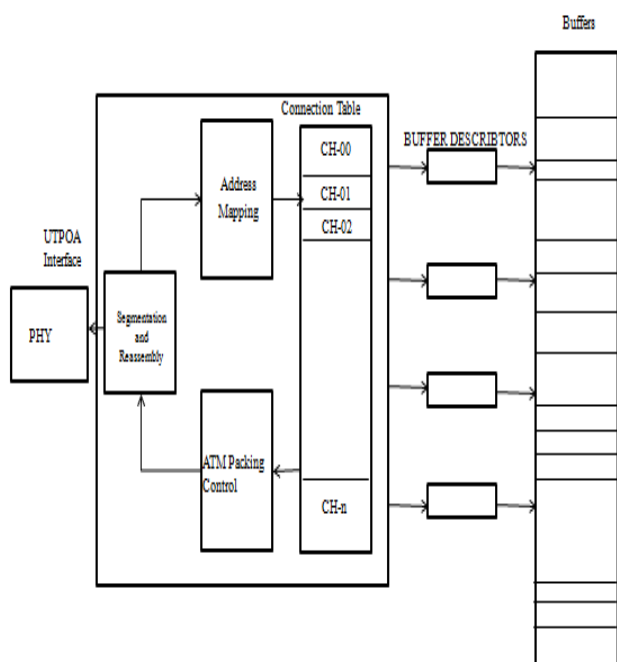 Buffers
Connection Table
BUFFER DESCRIBTORS
CH-00
Address
Mapping
CH-01
CH-02
UTPOA
Interface
PHY
Segmentation
and
Reassembly
ATM Packing
Control
CH-n